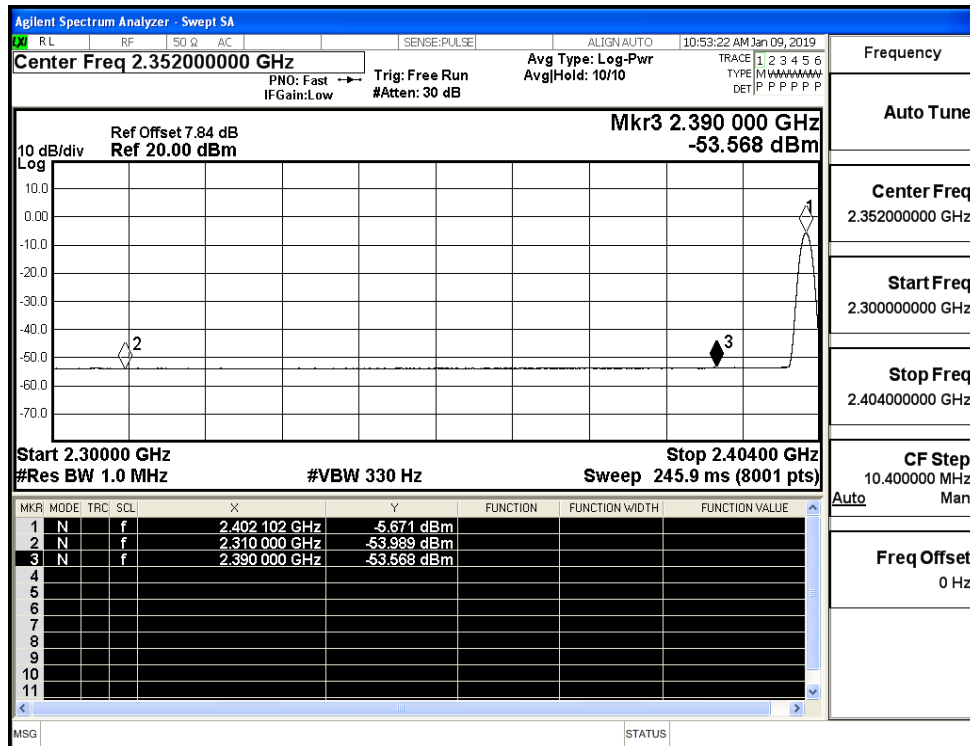 Agilent Spectrum Analyzer - Swept SA
LXI RL RF 50 Ω AC SENSE:PULSE ALIGN AUTO 10:53:22 AM Jan 09, 2019
Center Freq 2.352000000 GHz
PNO: Fast
IFGain:Low
Trig: Free Run
#Atten: 30 dB
Avg Type: Log-Pwr
Avg|Hold: 10/10
TRACE 1 2 3 4 5 6
TYPE M WWWWW
DET P P P P P P
Ref Offset 7.84 dB
10 dB/div Ref 20.00 dBm
Log
Mkr3 2.390 000 GHz
-53.568 dBm
10.0
0.00
-10.0
-20.0
-30.0
-40.0
-50.0
-60.0
-70.0
1
2
3
Start 2.30000 GHz Stop 2.40400 GHz
#Res BW 1.0 MHz #VBW 330 Hz Sweep 245.9 ms (8001 pts)
MKR MODE TRC SCL X Y FUNCTION FUNCTION WIDTH FUNCTION VALUE
1 N f 2.402 102 GHz -5.671 dBm
2 N f 2.310 000 GHz -53.989 dBm
3 N f 2.390 000 GHz -53.568 dBm
4
5
6
7
8
9
10
11
MSG STATUS
Frequency
Auto Tune
Center Freq
2.352000000 GHz
Start Freq
2.300000000 GHz
Stop Freq
2.404000000 GHz
CF Step
10.400000 MHz
Auto Man
Freq Offset
0 Hz